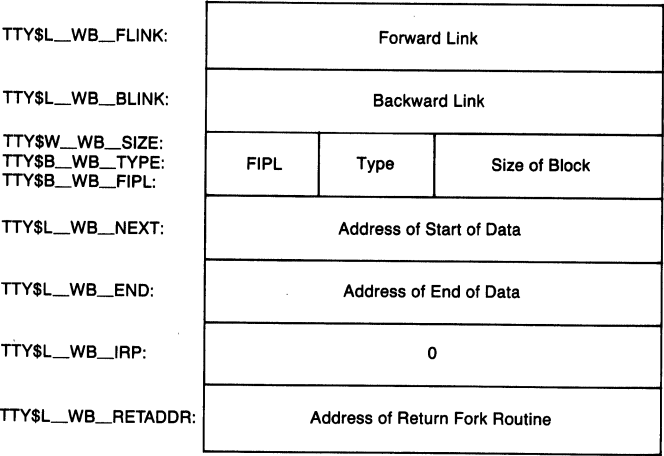 TTY$L__WB__FLINK:
Forward Link
TTY$L__WB__BLINK:
Backward Link
TTY$W__WB__SIZE:
TTY$B__WB__TYPE:
TTY$B__WB__FIPL:
FIPL
Type
Size of Block
TTY$L__WB__NEXT:
Address of Start of Data
TTY$L__WB__END:
Address of End of Data
TTY$L__WB__IRP:
0
TTY$L__WB__RETADDR:
Address of Return Fork Routine